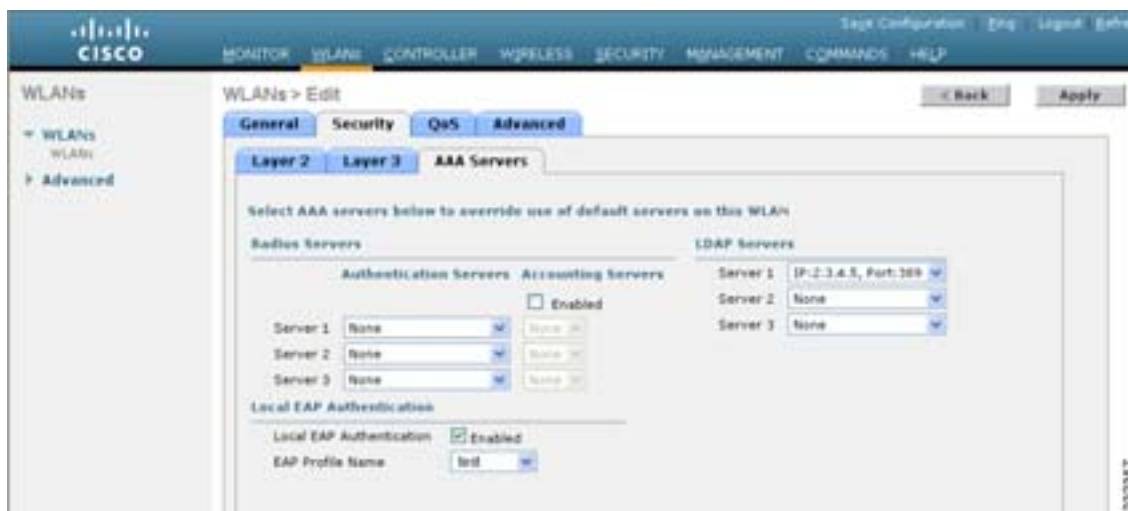 Save Configuration Ping Logout Refre
CISCO
MONITOR WLANs CONTROLLER WIRELESS SECURITY MANAGEMENT COMMANDS HELP
WLANs
WLANs > Edit
< Back
Apply
WLANs
WLANs
Advanced
General Security QoS Advanced
Layer 2 Layer 3 AAA Servers
Select AAA servers below to override use of default servers on this WLAN
Radius Servers
LDAP Servers
Authentication Servers Accounting Servers
Enabled
Server 1 None None
Server 2 None None
Server 3 None None
Server 1 IP:2.3.4.5, Port:389
Server 2 None
Server 3 None
Local EAP Authentication
Local EAP Authentication Enabled
EAP Profile Name